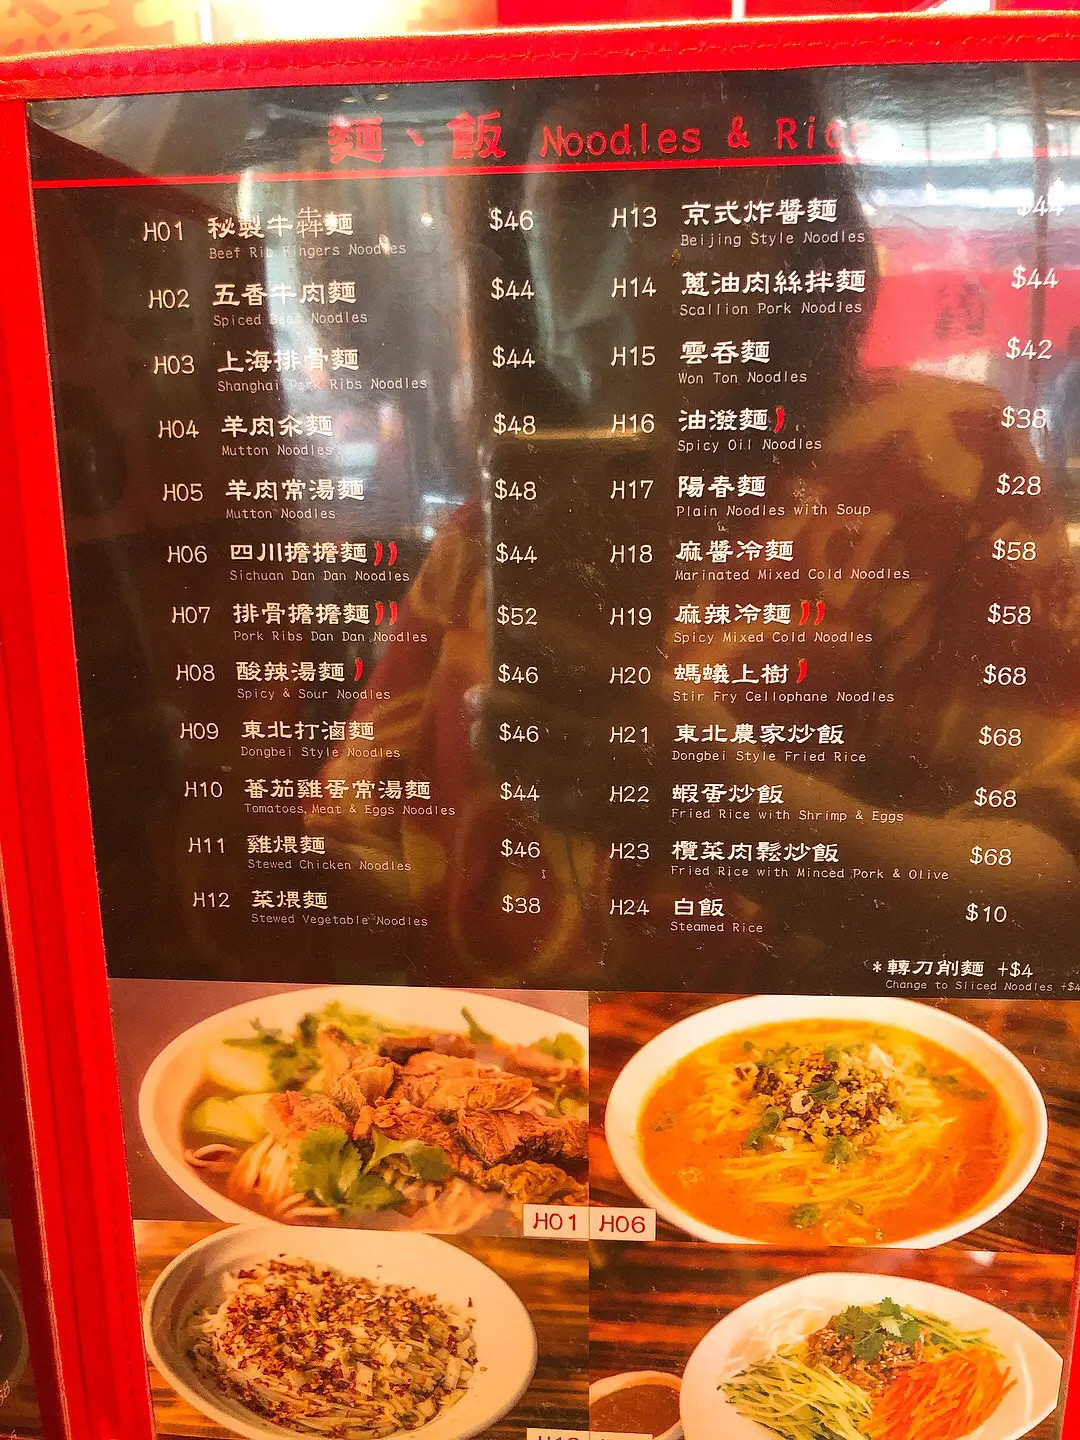 麵、飯 Noodles & Rice
H01 秘製牛犇麵 $46
Beef Rib Fingers Noodles
H02 五香牛肉麵 $44
Spiced Beef Noodles
H03 上海排骨麵 $44
Shanghai Pork Ribs Noodles
H04 羊肉汆麵 $48
Mutton Noodles
H05 羊肉常湯麵 $48
Mutton Noodles
H06 四川擔擔麵 $44
Sichuan Dan Dan Noodles
H07 排骨擔擔麵 $52
Pork Ribs Dan Dan Noodles
H08 酸辣湯麵 $46
Spicy & Sour Noodles
H09 東北打滷麵 $46
Dongbei Style Noodles
H10 蕃茄雞蛋常湯麵 $44
Tomatoes, Meat & Eggs Noodles
H11 雞煨麵 $46
Stewed Chicken Noodles
H12 菜煨麵 $38
Stewed Vegetable Noodles
H13 京式炸醬麵 $44
Beijing Style Noodles
H14 蔥油肉絲拌麵 $44
Scallion Pork Noodles
H15 雲吞麵 $42
Won Ton Noodles
H16 油潑麵 $38
Spicy Oil Noodles
H17 陽春麵 $28
Plain Noodles with Soup
H18 麻醬冷麵 $58
Marinated Mixed Cold Noodles
H19 麻辣冷麵 $58
Spicy Mixed Cold Noodles
H20 螞蟻上樹 $68
Stir Fry Cellophane Noodles
H21 東北農家炒飯 $68
Dongbei Style Fried Rice
H22 蝦蛋炒飯 $68
Fried Rice with Shrimp & Eggs
H23 欖菜肉鬆炒飯 $68
Fried Rice with Minced Pork & Olive
H24 白飯 $10
Steamed Rice
*轉刀削麵 +$4
Change to Sliced Noodles +$4
H01 H06